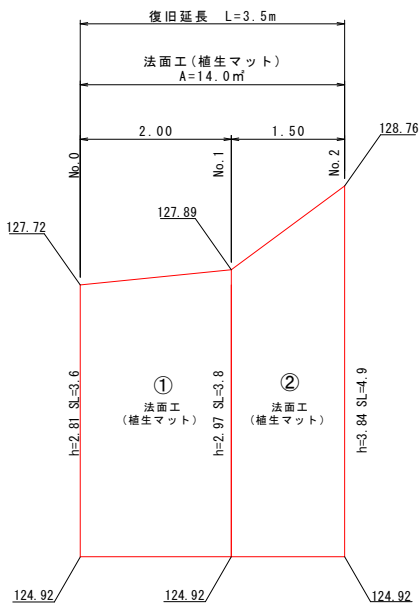 復旧延長 L=3.5m
法面工(植生マット)
A=14.0㎡
2.00
1.50
No.0
No.1
No.2
128.76
127.89
127.72
h=2.81 SL=3.6
①
法面工
(植生マット)
h=2.97 SL=3.8
②
法面工
(植生マット)
h=3.84 SL=4.9
124.92
124.92
124.92